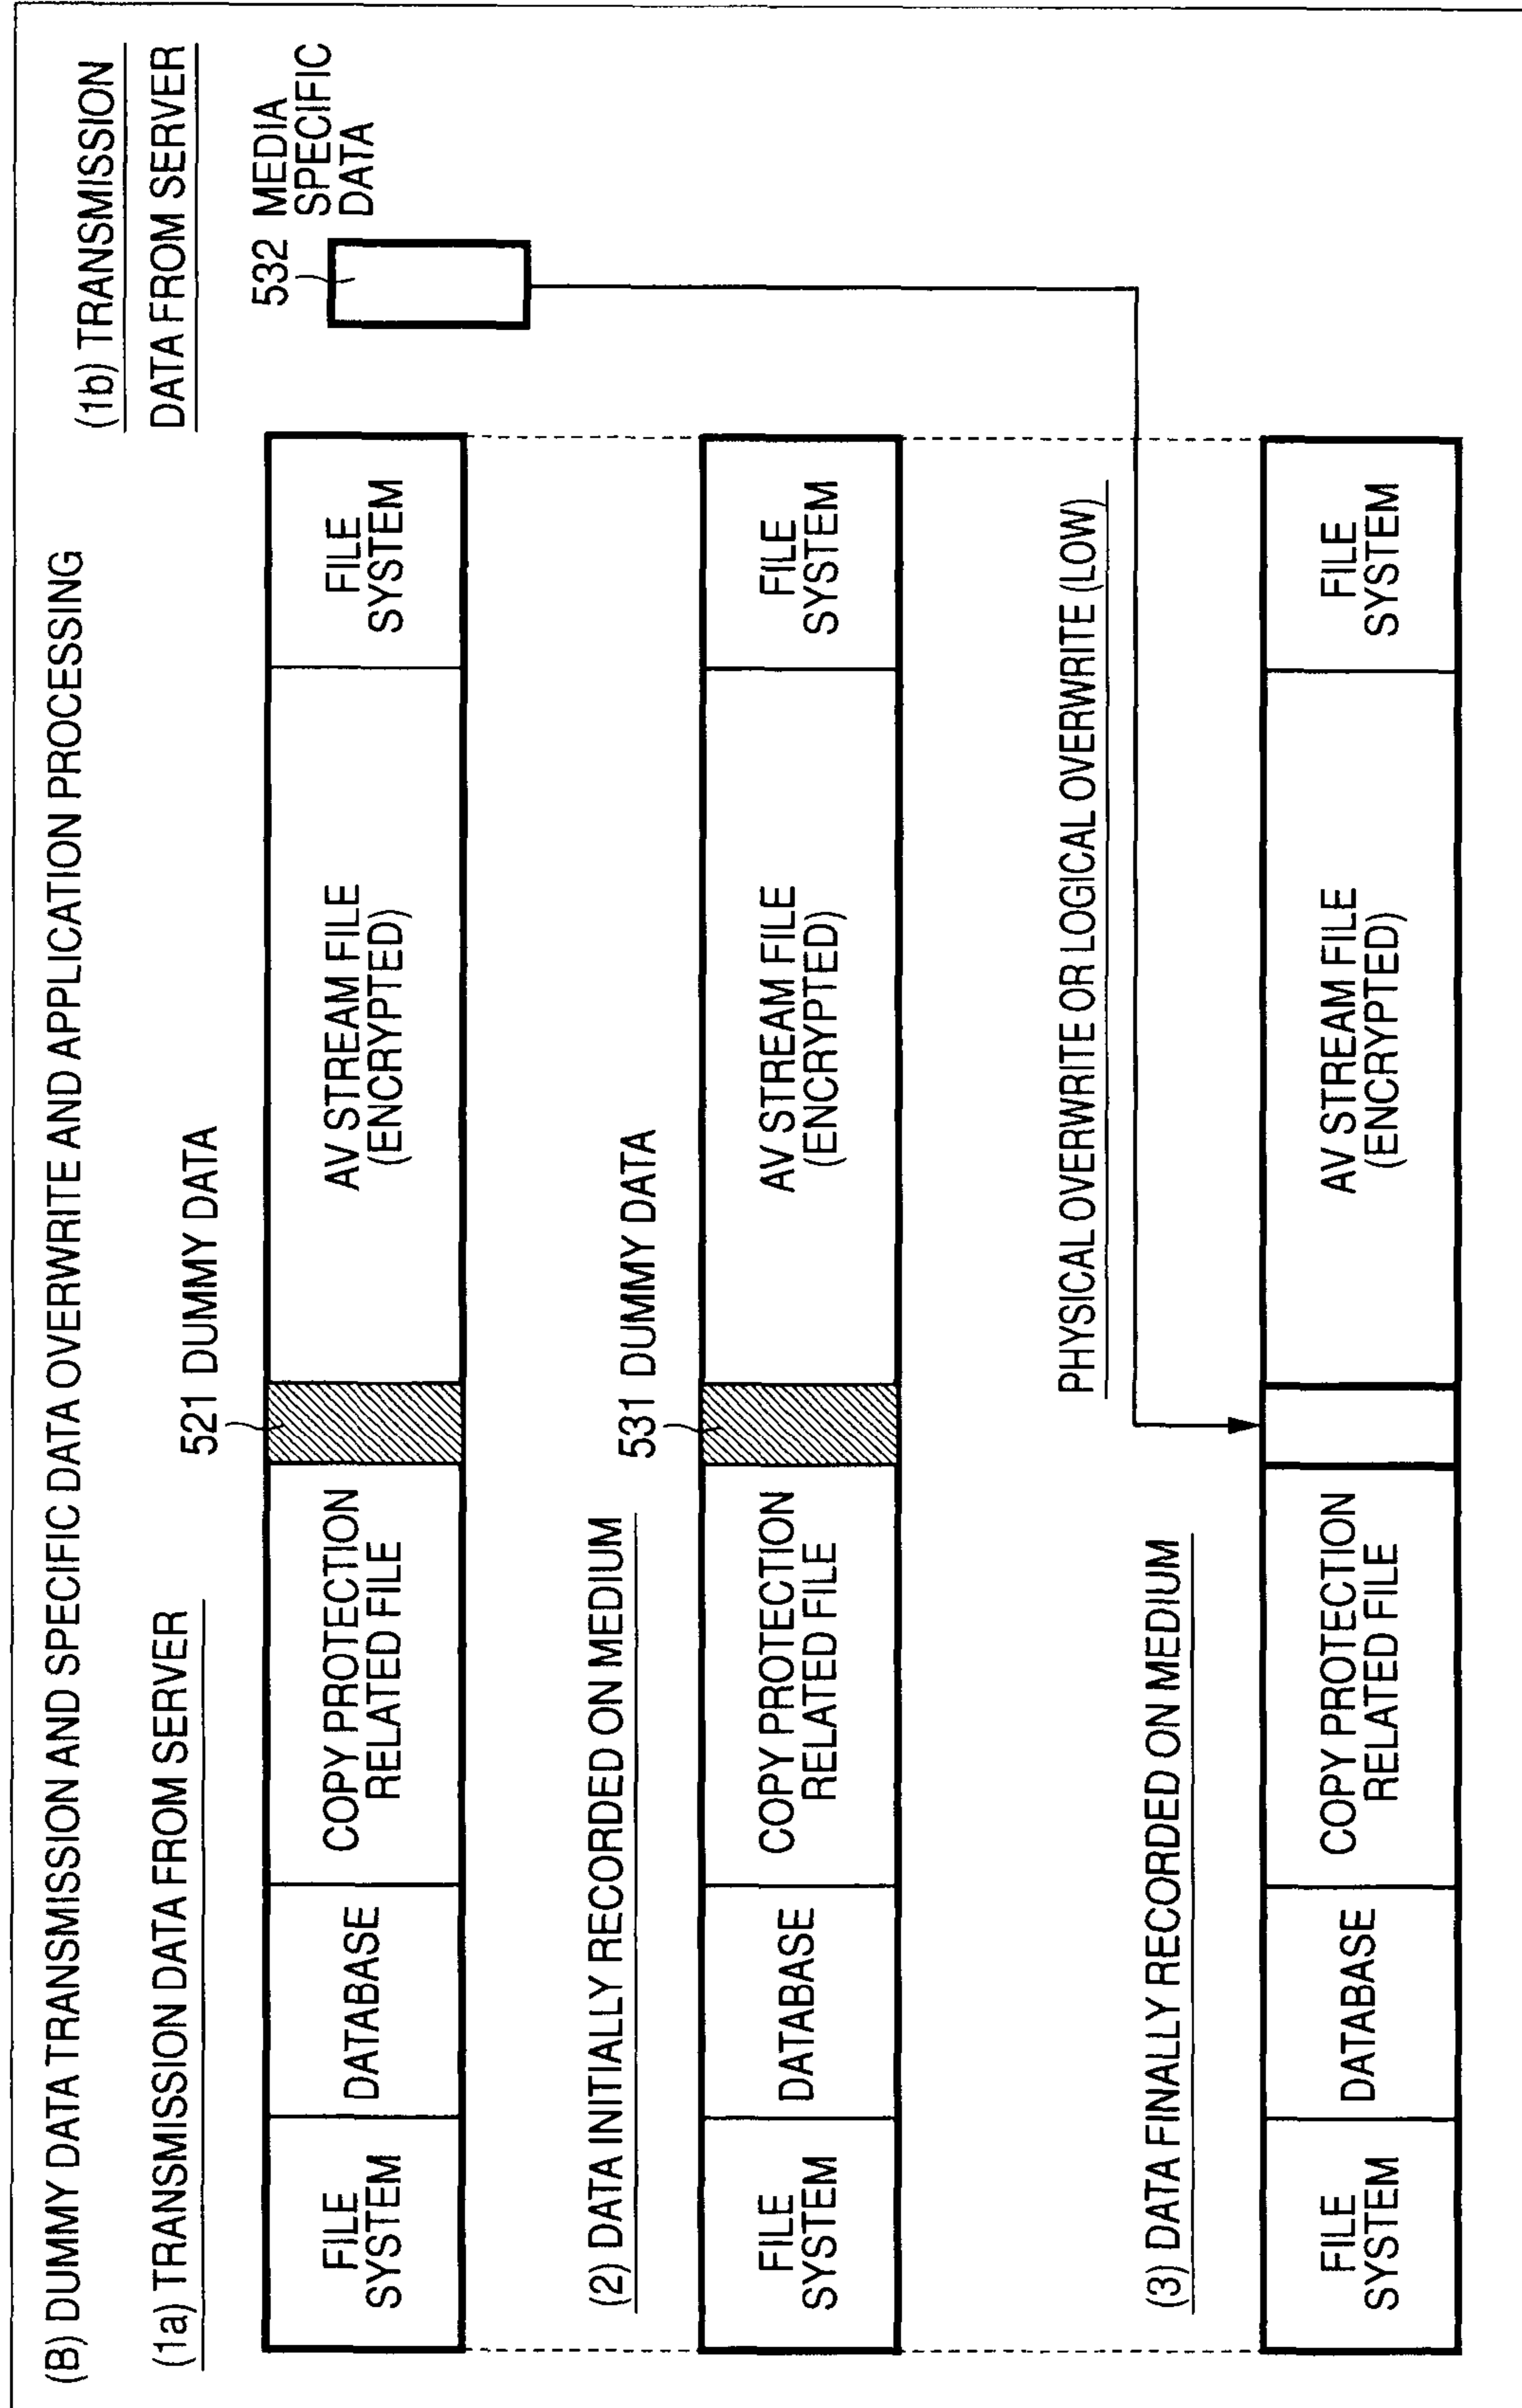 (B) DUMMY DATA TRANSMISSION AND SPECIFIC DATA OVERWRITE AND APPLICATION PROCESSING
(1a) TRANSMISSION DATA FROM SERVER
(1b) TRANSMISSION
DATA FROM SERVER
521 DUMMY DATA
532 MEDIA
SPECIFIC
DATA
FILE
SYSTEM
DATABASE
COPY PROTECTION
RELATED FILE
AV STREAM FILE
(ENCRYPTED)
FILE
SYSTEM
(2) DATA INITIALLY RECORDED ON MEDIUM
531 DUMMY DATA
FILE
SYSTEM
DATABASE
COPY PROTECTION
RELATED FILE
AV STREAM FILE
(ENCRYPTED)
FILE
SYSTEM
PHYSICAL OVERWRITE OR LOGICAL OVERWRITE (LOW)
(3) DATA FINALLY RECORDED ON MEDIUM
FILE
SYSTEM
DATABASE
COPY PROTECTION
RELATED FILE
AV STREAM FILE
(ENCRYPTED)
FILE
SYSTEM